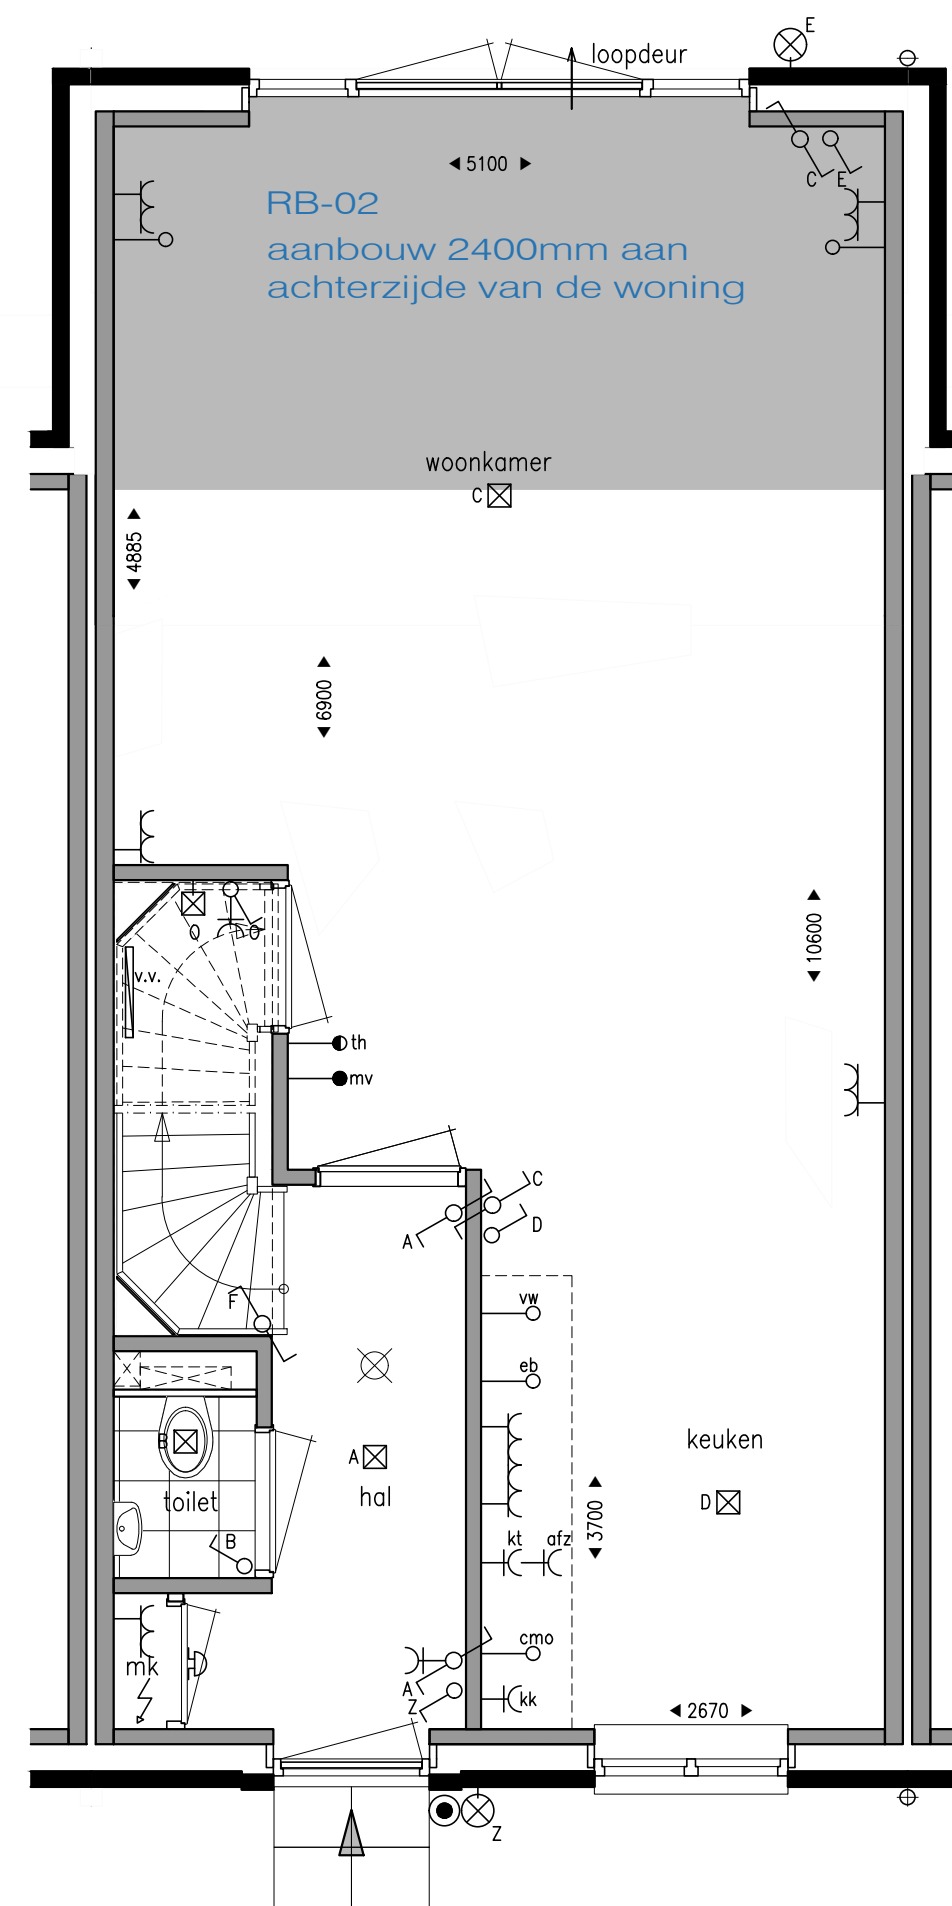 E
loopdeur
5100
C E
RB-02
aanbouw 2400mm aan
achterzijde van de woning
woonkamer
C
4885
6900
10600
v.v.
th
mv
C
A
D
F
vw
eb
keuken
B
A
D
toilet
hal
3700
B
kt afz
cmo
mk
A
Z
kk
2670
Z